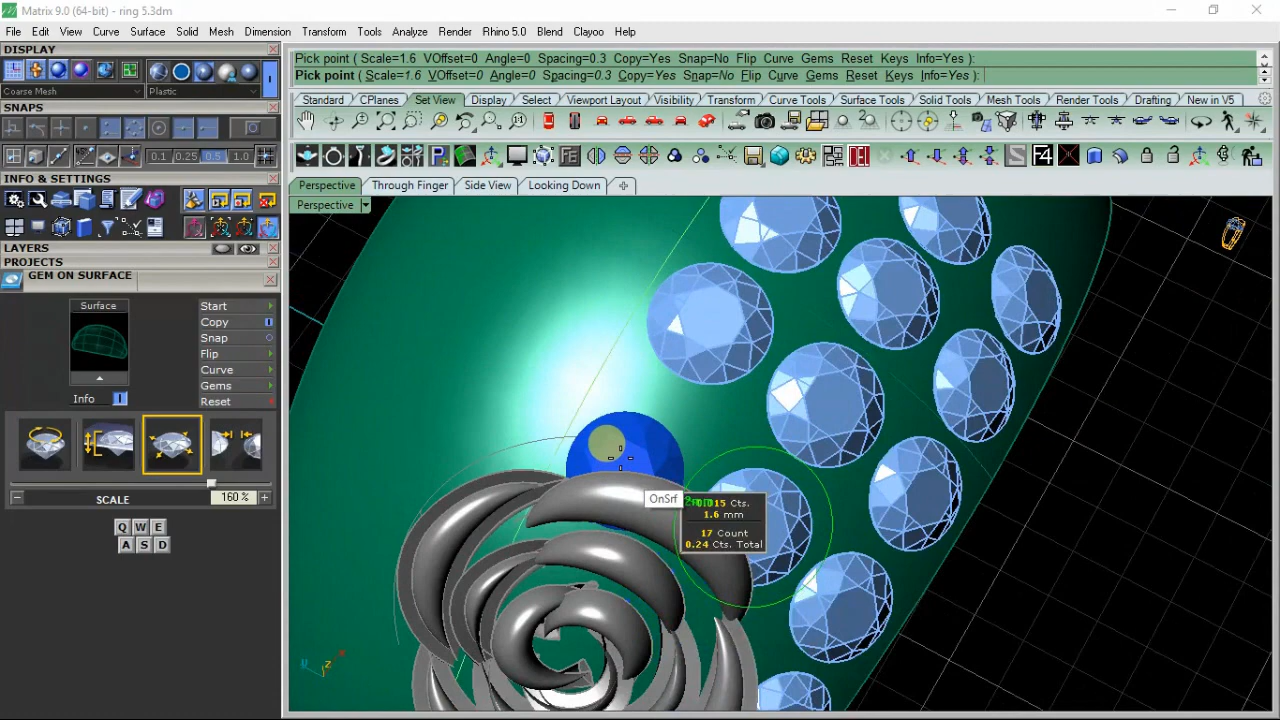 Matrix 9.0 (64-bit) - ring 5.3dm
File Edit View Curve Surface Solid Mesh Dimension Transform Tools Analyze Render Rhino 5.0 Blend Clayoo Help
DISPLAY
Coarse Mesh
Plastic
SNAPS
0.1 0.25 0.5 1.0
INFO & SETTINGS
LAYERS
PROJECTS
GEM ON SURFACE
Surface
Info
Start
Copy
Snap
Flip
Curve
Gems
Reset
SCALE
160 %
Q W E
A S D
Pick point ( Scale=1.6 VOffset=0 Angle=0 Spacing=0.3 Copy=Yes Snap=No Flip Curve Gems Reset Keys Info=Yes ):
Pick point ( Scale=1.6 VOffset=0 Angle=0 Spacing=0.3 Copy=Yes Snap=No Flip Curve Gems Reset Keys Info=Yes ):
Standard CPlanes Set View Display Select Viewport Layout Visibility Transform Curve Tools Surface Tools Solid Tools Mesh Tools Render Tools Drafting New in V5
Perspective Through Finger Side View Looking Down
Perspective
OnSrf
0.015 Cts.
1.6 mm
17 Count
0.24 Cts. Total